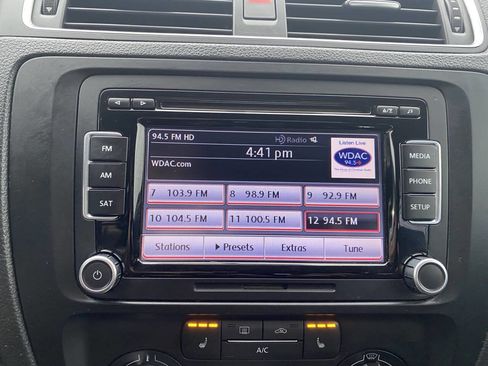 A/Z
94.5 FM HD
HD Radio
Listen Live
4:41 pm
WDAC
94.5
WDAC.com
FM
AM
SAT
MEDIA
PHONE
SETUP
7 103.9 FM
8 98.9 FM
9 92.9 FM
10 104.5 FM
11 100.5 FM
12 94.5 FM
Stations
Presets
Extras
Tune
A/C